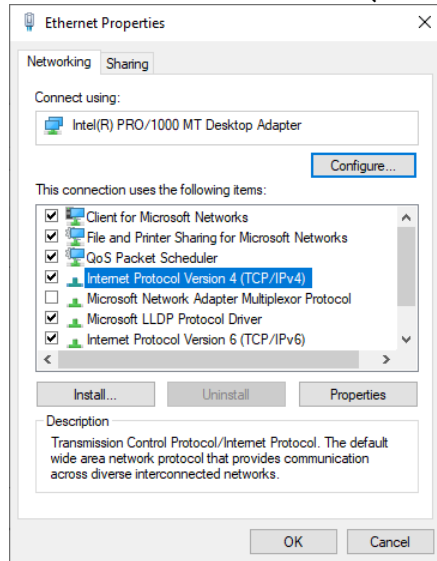 Ethernet Properties
Networking Sharing
Connect using:
Intel(R) PRO/1000 MT Desktop Adapter
Configure...
This connection uses the following items:
Client for Microsoft Networks
File and Printer Sharing for Microsoft Networks
QoS Packet Scheduler
Internet Protocol Version 4 (TCP/IPv4)
Microsoft Network Adapter Multiplexor Protocol
Microsoft LLDP Protocol Driver
Internet Protocol Version 6 (TCP/IPv6)
Install... Uninstall Properties
Description
Transmission Control Protocol/Internet Protocol. The default
wide area network protocol that provides communication
across diverse interconnected networks.
OK Cancel